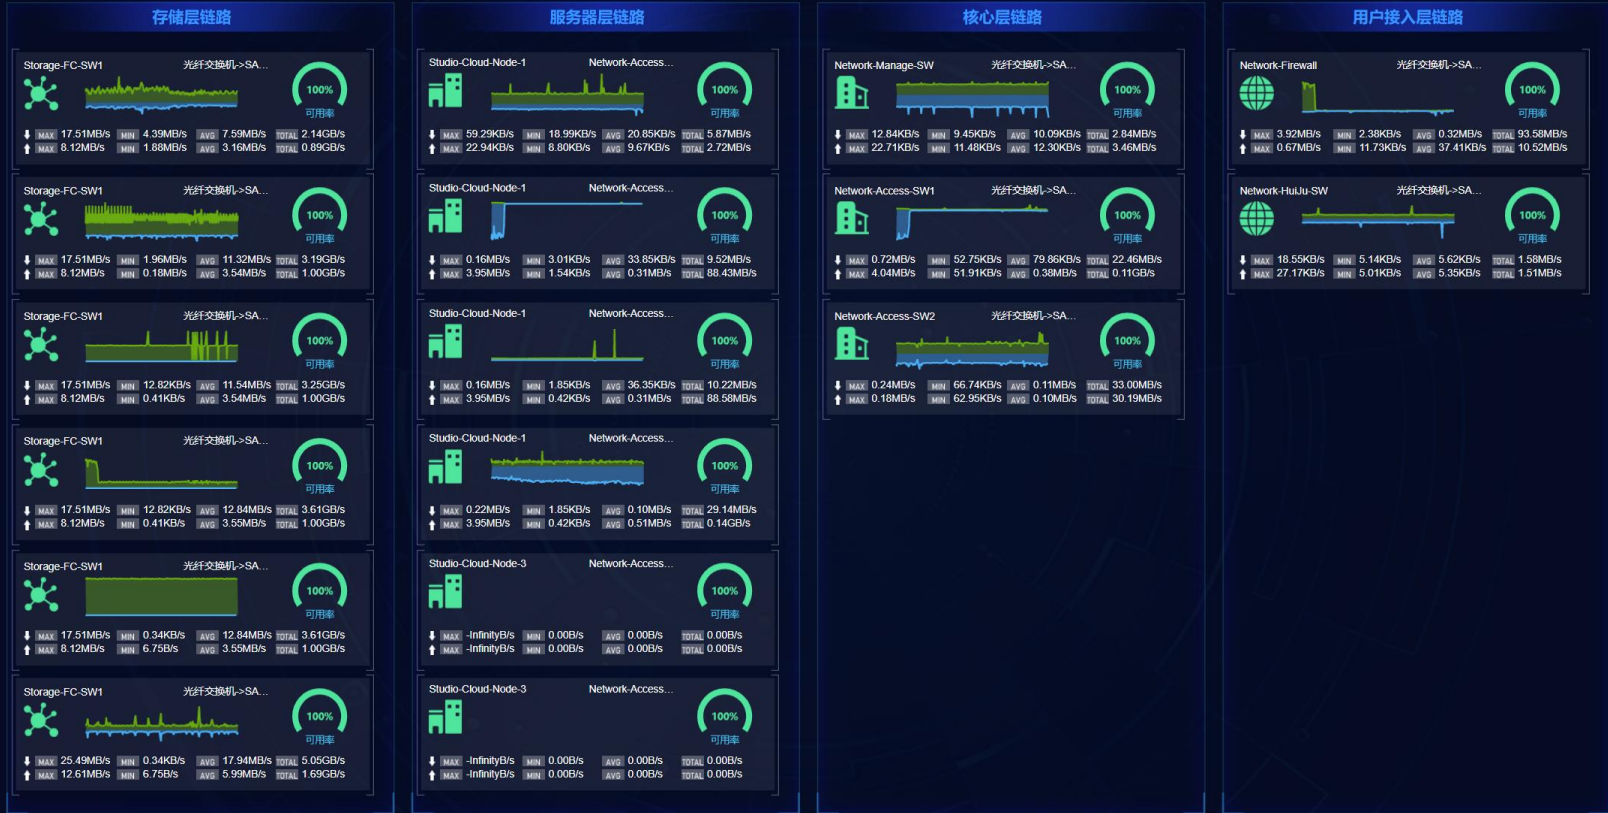 存储层链路
Storage-FC-SW1 光纤交换机->SA...
100%
可用率
MAX 17.51MB/s MIN 4.39MB/s AVG 7.59MB/s TOTAL 2.14GB/s
MAX 8.12MB/s MIN 1.88MB/s AVG 3.16MB/s TOTAL 0.89GB/s
Storage-FC-SW1 光纤交换机->SA...
100%
可用率
MAX 17.51MB/s MIN 1.96MB/s AVG 11.32MB/s TOTAL 3.19GB/s
MAX 8.12MB/s MIN 0.18MB/s AVG 3.54MB/s TOTAL 1.00GB/s
Storage-FC-SW1 光纤交换机->SA...
100%
可用率
MAX 17.51MB/s MIN 12.82KB/s AVG 11.54MB/s TOTAL 3.25GB/s
MAX 8.12MB/s MIN 0.41KB/s AVG 3.54MB/s TOTAL 1.00GB/s
Storage-FC-SW1 光纤交换机->SA...
100%
可用率
MAX 17.51MB/s MIN 12.82KB/s AVG 12.84MB/s TOTAL 3.61GB/s
MAX 8.12MB/s MIN 0.41KB/s AVG 3.55MB/s TOTAL 1.00GB/s
Storage-FC-SW1 光纤交换机->SA...
100%
可用率
MAX 17.51MB/s MIN 0.34KB/s AVG 12.84MB/s TOTAL 3.61GB/s
MAX 8.12MB/s MIN 6.75B/s AVG 3.55MB/s TOTAL 1.00GB/s
Storage-FC-SW1 光纤交换机->SA...
100%
可用率
MAX 25.49MB/s MIN 0.34KB/s AVG 17.94MB/s TOTAL 5.05GB/s
MAX 12.61MB/s MIN 6.75B/s AVG 5.99MB/s TOTAL 1.69GB/s
服务器层链路
Studio-Cloud-Node-1 Network-Access...
100%
可用率
MAX 59.29KB/s MIN 18.99KB/s AVG 20.85KB/s TOTAL 5.87MB/s
MAX 22.94KB/s MIN 8.80KB/s AVG 9.67KB/s TOTAL 2.72MB/s
Studio-Cloud-Node-1 Network-Access...
100%
可用率
MAX 0.16MB/s MIN 3.01KB/s AVG 33.85KB/s TOTAL 9.52MB/s
MAX 3.95MB/s MIN 1.54KB/s AVG 0.31MB/s TOTAL 88.43MB/s
Studio-Cloud-Node-1 Network-Access...
100%
可用率
MAX 0.16MB/s MIN 1.85KB/s AVG 36.35KB/s TOTAL 10.22MB/s
MAX 3.95MB/s MIN 0.42KB/s AVG 0.31MB/s TOTAL 88.58MB/s
Studio-Cloud-Node-1 Network-Access...
100%
可用率
MAX 0.22MB/s MIN 1.85KB/s AVG 0.10MB/s TOTAL 29.14MB/s
MAX 3.95MB/s MIN 0.42KB/s AVG 0.51MB/s TOTAL 0.14GB/s
Studio-Cloud-Node-3 Network-Access...
100%
可用率
MAX -InfinityB/s MIN 0.00B/s AVG 0.00B/s TOTAL 0.00B/s
MAX -InfinityB/s MIN 0.00B/s AVG 0.00B/s TOTAL 0.00B/s
Studio-Cloud-Node-3 Network-Access...
100%
可用率
MAX -InfinityB/s MIN 0.00B/s AVG 0.00B/s TOTAL 0.00B/s
MAX -InfinityB/s MIN 0.00B/s AVG 0.00B/s TOTAL 0.00B/s
核心层链路
Network-Manage-SW 光纤交换机->SA...
100%
可用率
MAX 12.84KB/s MIN 9.45KB/s AVG 10.09KB/s TOTAL 2.84MB/s
MAX 22.71KB/s MIN 11.48KB/s AVG 12.30KB/s TOTAL 3.46MB/s
Network-Access-SW1 光纤交换机->SA...
100%
可用率
MAX 0.72MB/s MIN 52.75KB/s AVG 79.86KB/s TOTAL 22.46MB/s
MAX 4.04MB/s MIN 51.91KB/s AVG 0.38MB/s TOTAL 0.11GB/s
Network-Access-SW2 光纤交换机->SA...
100%
可用率
MAX 0.24MB/s MIN 66.74KB/s AVG 0.11MB/s TOTAL 33.00MB/s
MAX 0.18MB/s MIN 62.95KB/s AVG 0.10MB/s TOTAL 30.19MB/s
用户接入层链路
Network-Firewall 光纤交换机->SA...
100%
可用率
MAX 3.92MB/s MIN 2.38KB/s AVG 0.32MB/s TOTAL 93.58MB/s
MAX 0.67MB/s MIN 11.73KB/s AVG 37.41KB/s TOTAL 10.52MB/s
Network-HuiJu-SW 光纤交换机->SA...
100%
可用率
MAX 18.55KB/s MIN 5.14KB/s AVG 5.62KB/s TOTAL 1.58MB/s
MAX 27.17KB/s MIN 5.01KB/s AVG 5.35KB/s TOTAL 1.51MB/s